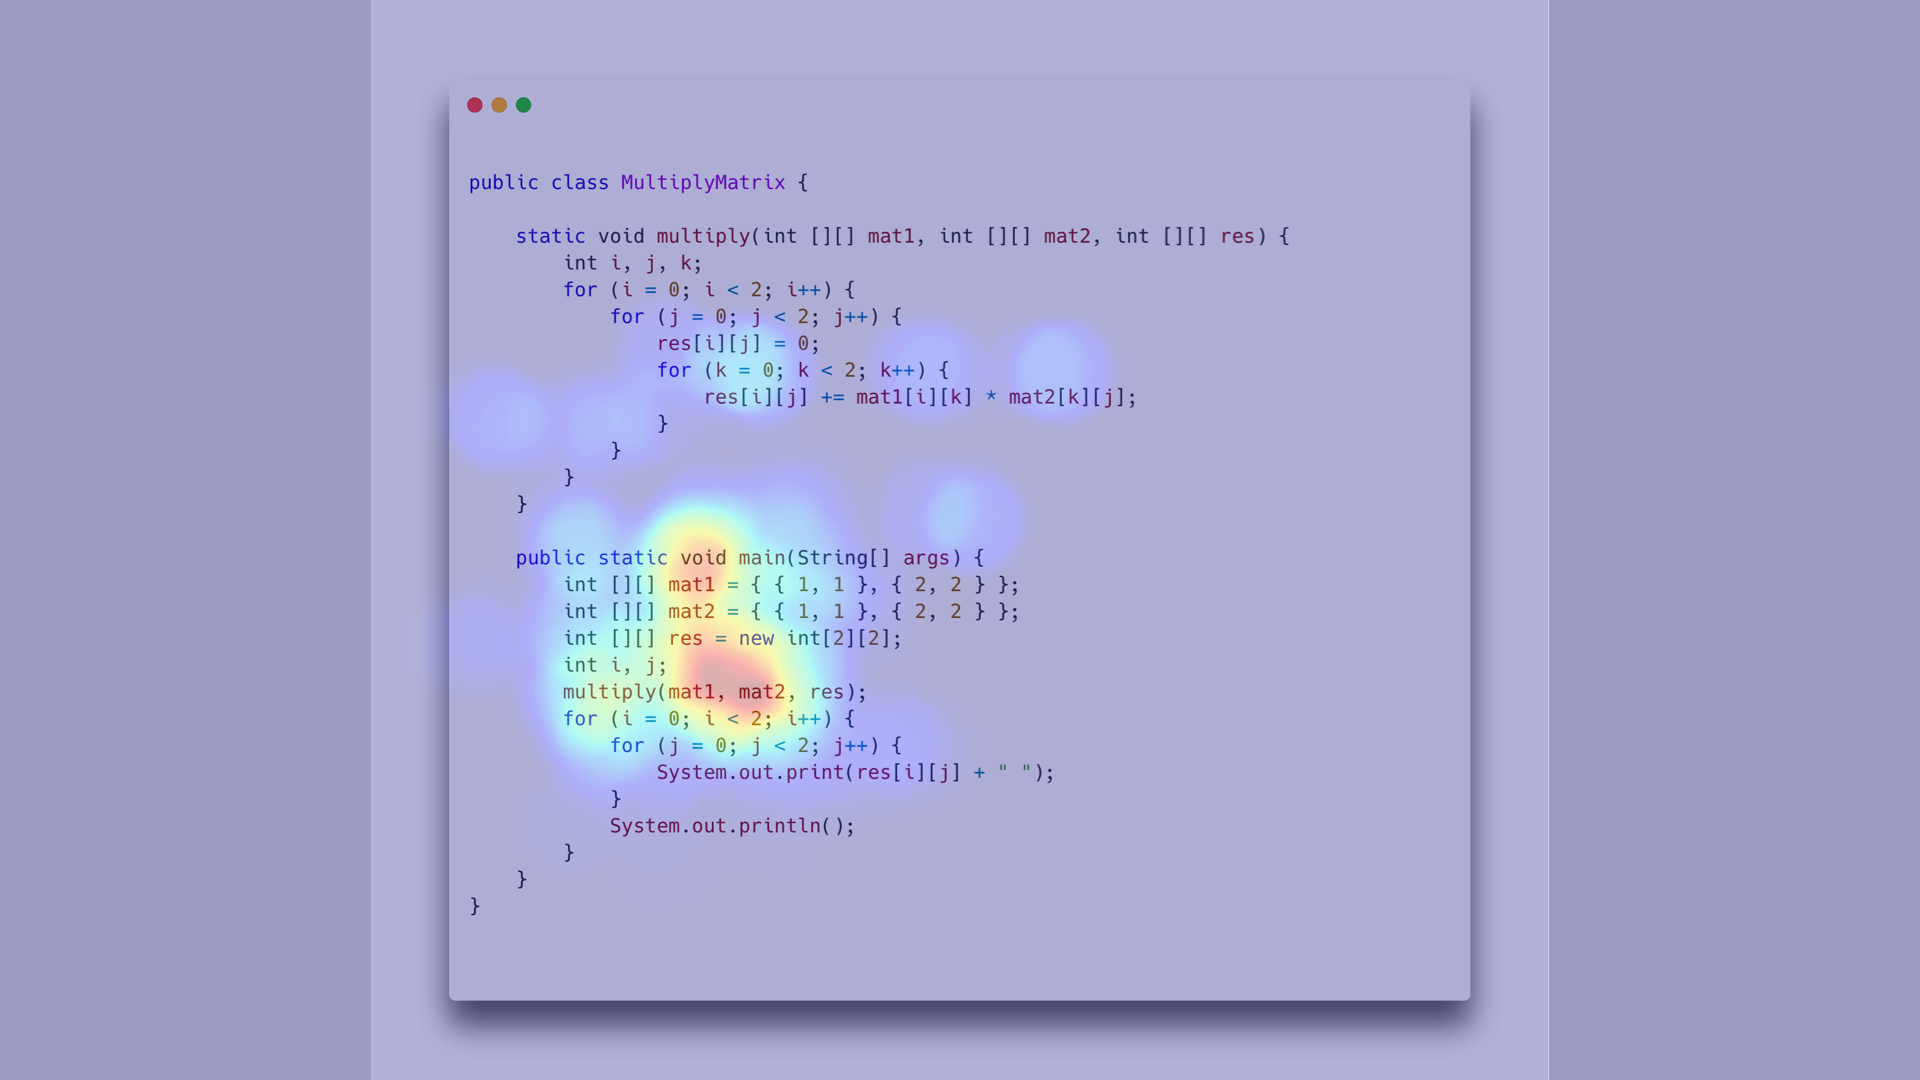 public class MultiplyMatrix {
static void multiply(int [][] mat1, int [][] mat2, int [][] res) {
int i, j, k;
for (i = 0; i < 2; i++) {
for (j = 0; j < 2; j++) {
res[i][j] = 0;
for (k = 0; k < 2; k++) {
res[i][j] += mat1[i][k] * mat2[k][j];
}
}
}
}
public static void main(String[] args) {
int [][] mat1 = { { 1, 1 }, { 2, 2 } };
int [][] mat2 = { { 1, 1 }, { 2, 2 } };
int [][] res = new int[2][2];
int i, j;
multiply(mat1, mat2, res);
for (i = 0; i < 2; i++) {
for (j = 0; j < 2; j++) {
System.out.print(res[i][j] + " ");
}
System.out.println();
}
}
}